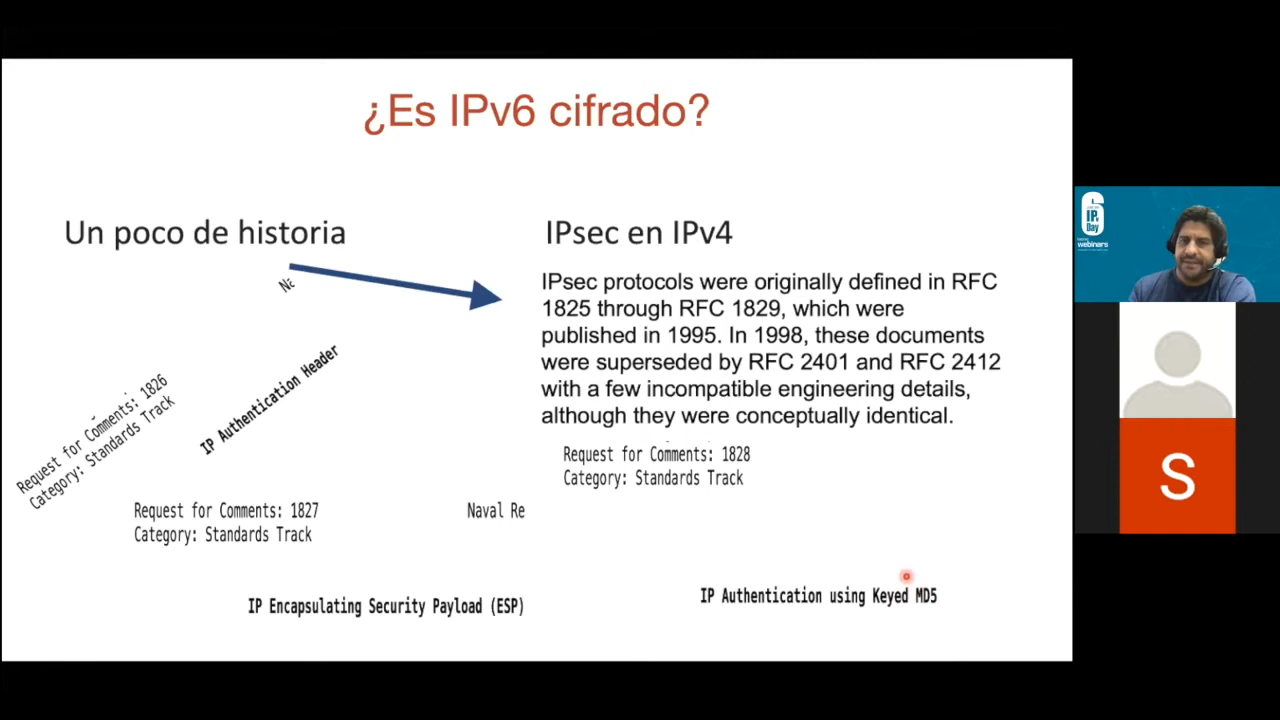 ¿Es IPv6 cifrado?
Un poco de historia
IPsec en IPv4
IPsec protocols were originally defined in RFC
1825 through RFC 1829, which were
published in 1995. In 1998, these documents
were superseded by RFC 2401 and RFC 2412
with a few incompatible engineering details,
although they were conceptually identical.
Request for Comments: 1826
Category: Standards Track
IP Authentication Header
Request for Comments: 1827
Category: Standards Track
Naval Re
IP Encapsulating Security Payload (ESP)
Request for Comments: 1828
Category: Standards Track
IP Authentication using Keyed MD5
6
IPv
Day
webinars
S